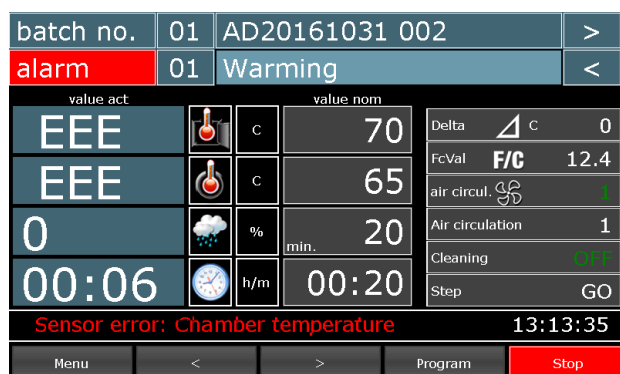 batch no. 01 AD20161031 002 >
alarm 01 Warming <
value act value nom
EEE C 70
EEE C 65
0 % min. 20
00:06 h/m 00:20
Delta C 0
FcVal F/C 12.4
air circul. 1
Air circulation 1
Cleaning OFF
Step GO
Sensor error: Chamber temperature 13:13:35
Menu < > Program Stop